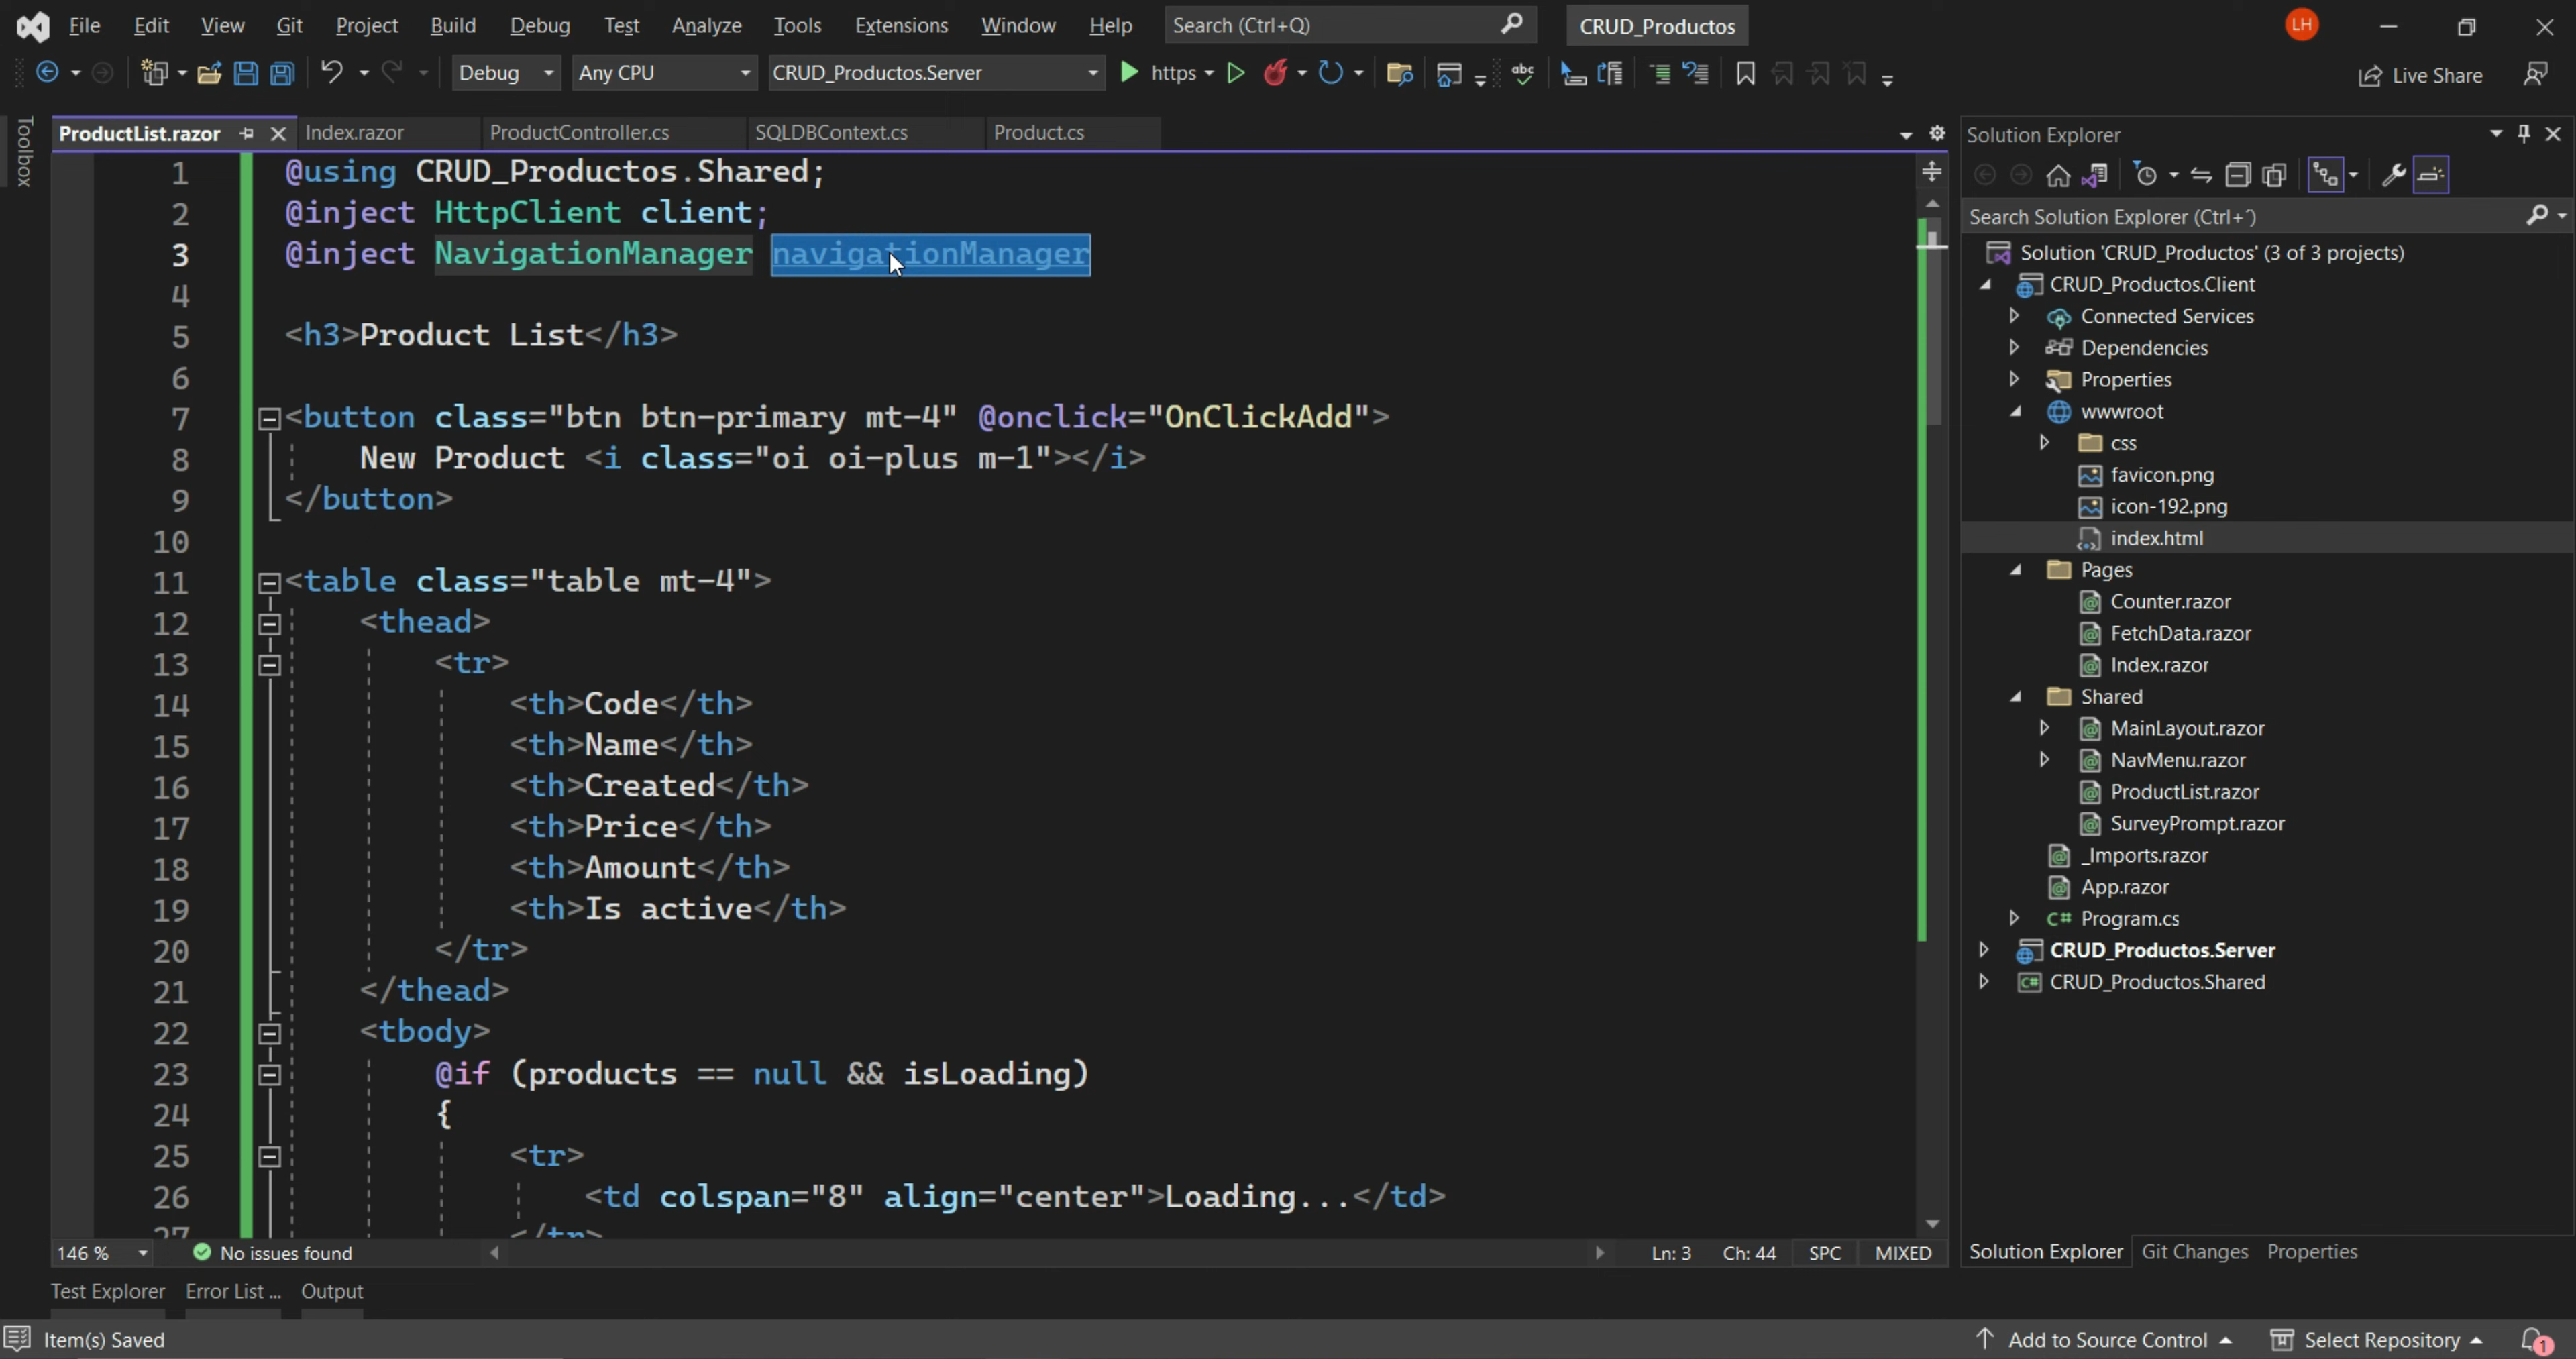 File Edit View Git Project Build Debug Test Analyze Tools Extensions Window Help Search (Ctrl+Q) CRUD_Productos LH
Debug Any CPU CRUD_Productos.Server https abc Live Share
Toolbox
ProductList.razor Index.razor ProductController.cs SQLDBContext.cs Product.cs
1 @using CRUD_Productos.Shared;
2 @inject HttpClient client;
3 @inject NavigationManager navigationManager
4
5 <h3>Product List</h3>
6
7 <button class="btn btn-primary mt-4" @onclick="OnClickAdd">
8 New Product <i class="oi oi-plus m-1"></i>
9 </button>
10
11 <table class="table mt-4">
12 <thead>
13 <tr>
14 <th>Code</th>
15 <th>Name</th>
16 <th>Created</th>
17 <th>Price</th>
18 <th>Amount</th>
19 <th>Is active</th>
20 </tr>
21 </thead>
22 <tbody>
23 @if (products == null && isLoading)
24 {
25 <tr>
26 <td colspan="8" align="center">Loading...</td>
27 </tr>
146 % No issues found Ln: 3 Ch: 44 SPC MIXED
Test Explorer Error List ... Output
Solution Explorer
Search Solution Explorer (Ctrl+´)
Solution 'CRUD_Productos' (3 of 3 projects)
CRUD_Productos.Client
Connected Services
Dependencies
Properties
wwwroot
css
favicon.png
icon-192.png
index.html
Pages
Counter.razor
FetchData.razor
Index.razor
Shared
MainLayout.razor
NavMenu.razor
ProductList.razor
SurveyPrompt.razor
_Imports.razor
App.razor
C# Program.cs
CRUD_Productos.Server
C# CRUD_Productos.Shared
Solution Explorer Git Changes Properties
Item(s) Saved Add to Source Control Select Repository 1